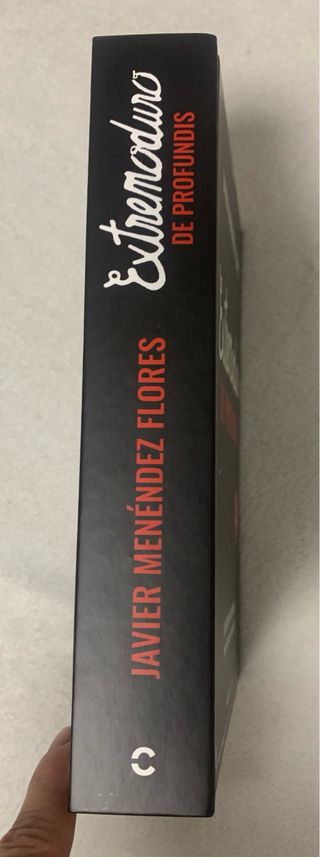 Extremoduro
DE PROFUNDIS
JAVIER MENÉNDEZ FLORES